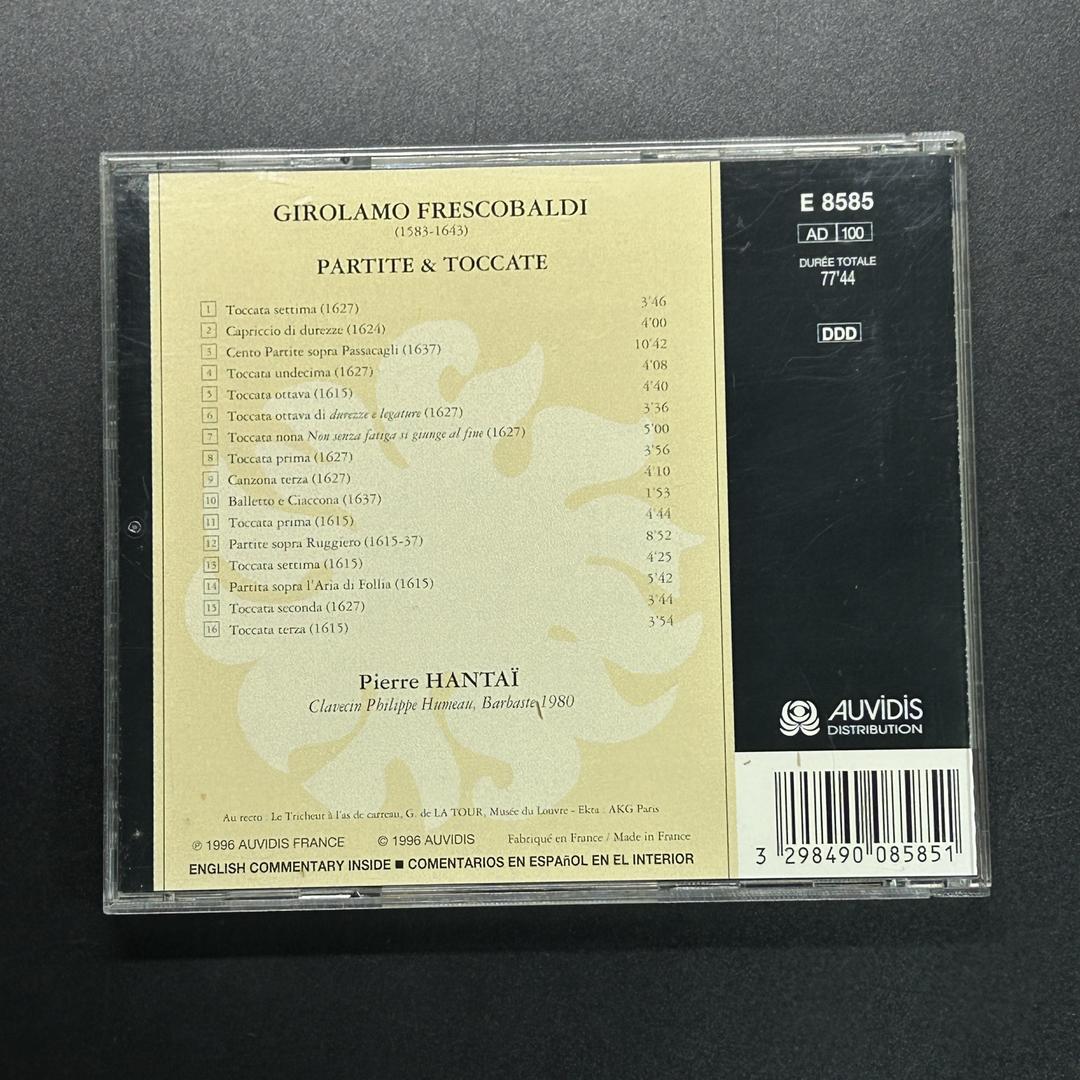 GIROLAMO FRESCOBALDI
(1583-1643)
PARTITE & TOCCATE
1 Toccata settima (1627) 3'46
2 Capriccio di durezze (1624) 4'00
3 Cento Partite sopra Passacagli (1637) 10'42
4 Toccata undecima (1627) 4'08
5 Toccata ottava (1615) 4'40
6 Toccata ottava di durezze e legature (1627) 3'36
7 Toccata nona Non senza fatiga si giunge al fine (1627) 5'00
8 Toccata prima (1627) 3'56
9 Canzona terza (1627) 4'10
10 Balletto e Ciaccona (1637) 1'53
11 Toccata prima (1615) 4'44
12 Partite sopra Ruggiero (1615-37) 8'52
13 Toccata settima (1615) 4'25
14 Partita sopra l'Aria di Follia (1615) 5'42
15 Toccata seconda (1627) 3'44
16 Toccata terza (1615) 3'54
Pierre HANTAÏ
Clavecin Philippe Humeau, Barbaste 1980
Au recto : Le Tricheur à l'as de carreau, G. de LA TOUR, Musée du Louvre - Ekta : AKG Paris
℗ 1996 AUVIDIS FRANCE © 1996 AUVIDIS Fabriqué en France / Made in France
ENGLISH COMMENTARY INSIDE ■ COMENTARIOS EN ESPAñOL EN EL INTERIOR
E 8585
AD 100
DURÉE TOTALE
77'44
DDD
AUVIDIS
DISTRIBUTION
3 298490 085851